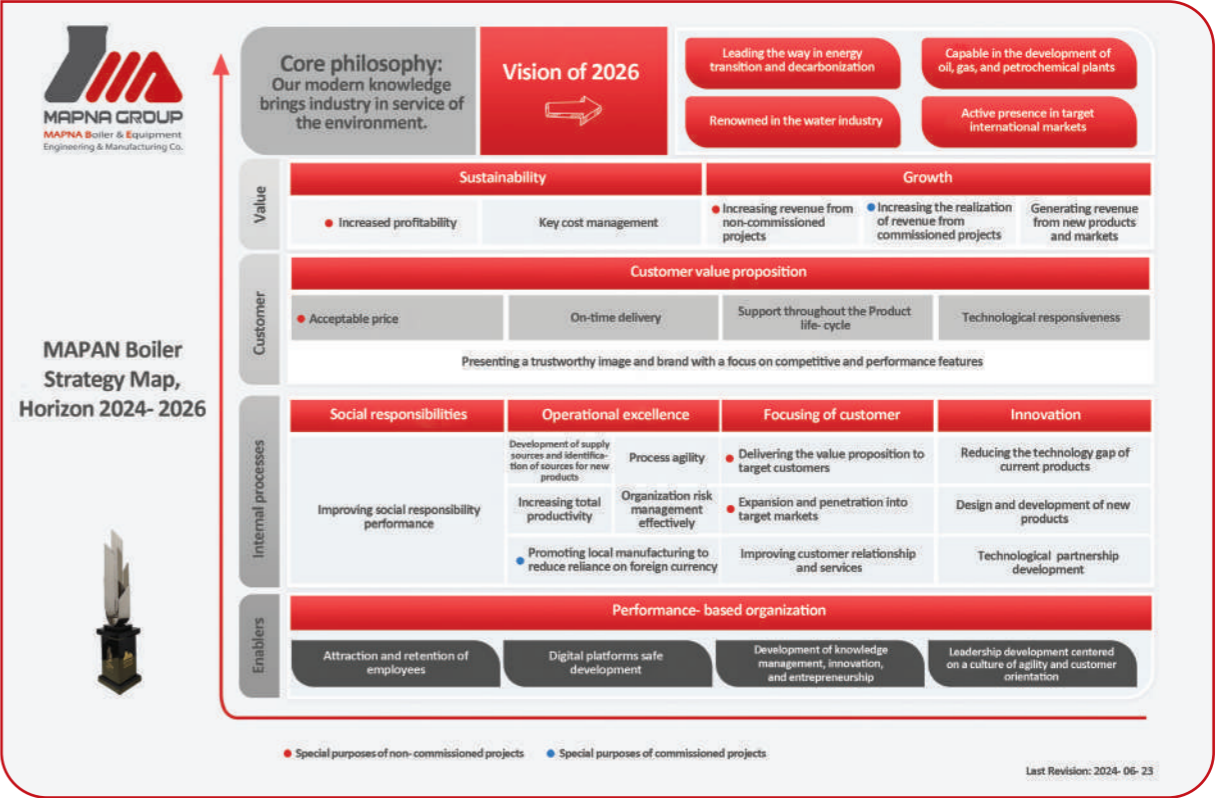 MAPNA GROUP
MAPNA Boiler & Equipment
Engineering & Manufacturing Co.
MAPAN Boiler
Strategy Map,
Horizon 2024- 2026
Core philosophy:
Our modern knowledge
brings industry in service of
the environment.
Vision of 2026
Leading the way in energy
transition and decarbonization
Capable in the development of
oil, gas, and petrochemical plants
Renowned in the water industry
Active presence in target
international markets
Value
Sustainability
Growth
Increased profitability
Key cost management
Increasing revenue from
non-commissioned
projects
Increasing the realization
of revenue from
commissioned projects
Generating revenue
from new products
and markets
Customer
Customer value proposition
Acceptable price
On-time delivery
Support throughout the Product
life- cycle
Technological responsiveness
Presenting a trustworthy image and brand with a focus on competitive and performance features
Internal processes
Social responsibilities
Operational excellence
Focusing of customer
Innovation
Improving social responsibility
performance
Development of supply
sources and identifica-
tion of sources for new
products
Process agility
Increasing total
productivity
Organization risk
management
effectively
Promoting local manufacturing to
reduce reliance on foreign currency
Delivering the value proposition to
target customers
Expansion and penetration into
target markets
Improving customer relationship
and services
Reducing the technology gap of
current products
Design and development of new
products
Technological partnership
development
Enablers
Performance- based organization
Attraction and retention of
employees
Digital platforms safe
development
Development of knowledge
management, innovation,
and entrepreneurship
Leadership development centered
on a culture of agility and customer
orientation
Special purposes of non- commissioned projects
Special purposes of commissioned projects
Last Revision: 2024- 06- 23